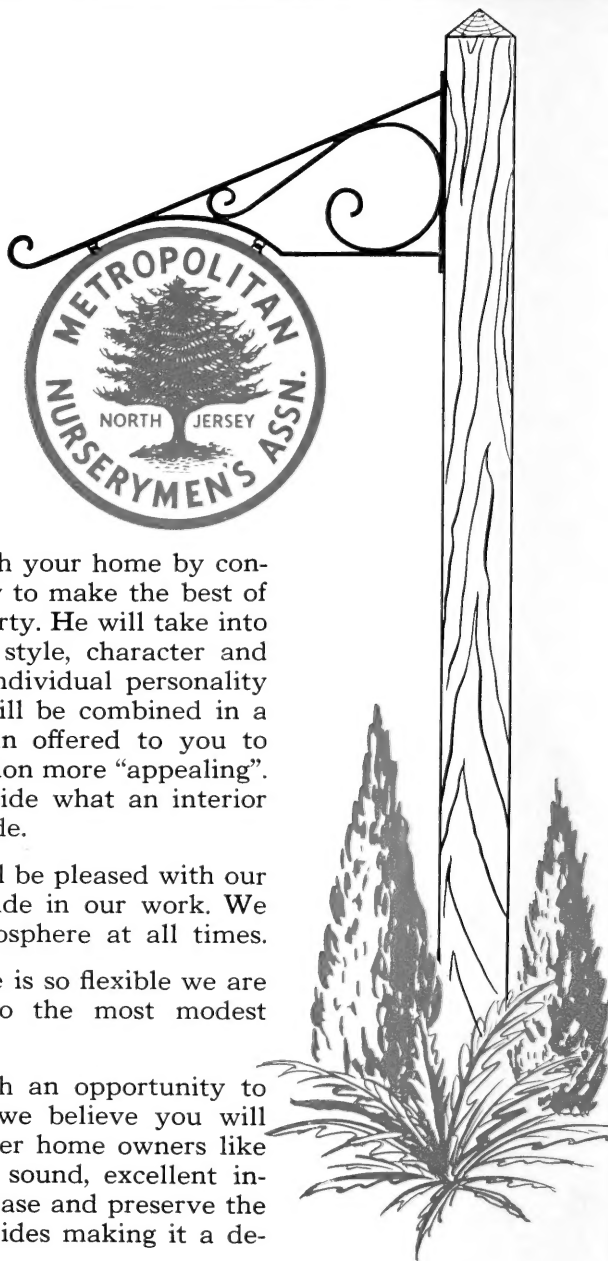 METROPOLITAN
NURSERYMEN'S ASSN.
NORTH JERSEY
h your home by con-
to make the best of
rty. He will take into
style, character and
ndividual personality
ill be combined in a
n offered to you to
ion more "appealing".
ide what an interior
de.
l be pleased with our
de in our work. We
osphere at all times.
e is so flexible we are
o the most modest
h an opportunity to
we believe you will
er home owners like
sound, excellent in-
ase and preserve the
ides making it a de-